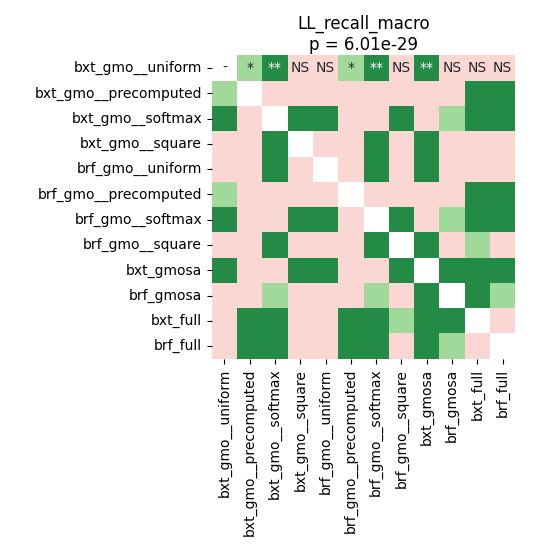 LL_recall_macro
p = 6.01e-29
bxt_gmo__uniform - * ** NS NS * ** NS ** NS NS NS
bxt_gmo__precomputed
bxt_gmo__softmax
bxt_gmo__square
brf_gmo__uniform
brf_gmo__precomputed
brf_gmo__softmax
brf_gmo__square
bxt_gmosa
brf_gmosa
bxt_full
brf_full
bxt_gmo__uniform
bxt_gmo__precomputed
bxt_gmo__softmax
bxt_gmo__square
brf_gmo__uniform
brf_gmo__precomputed
brf_gmo__softmax
brf_gmo__square
bxt_gmosa
brf_gmosa
bxt_full
brf_full